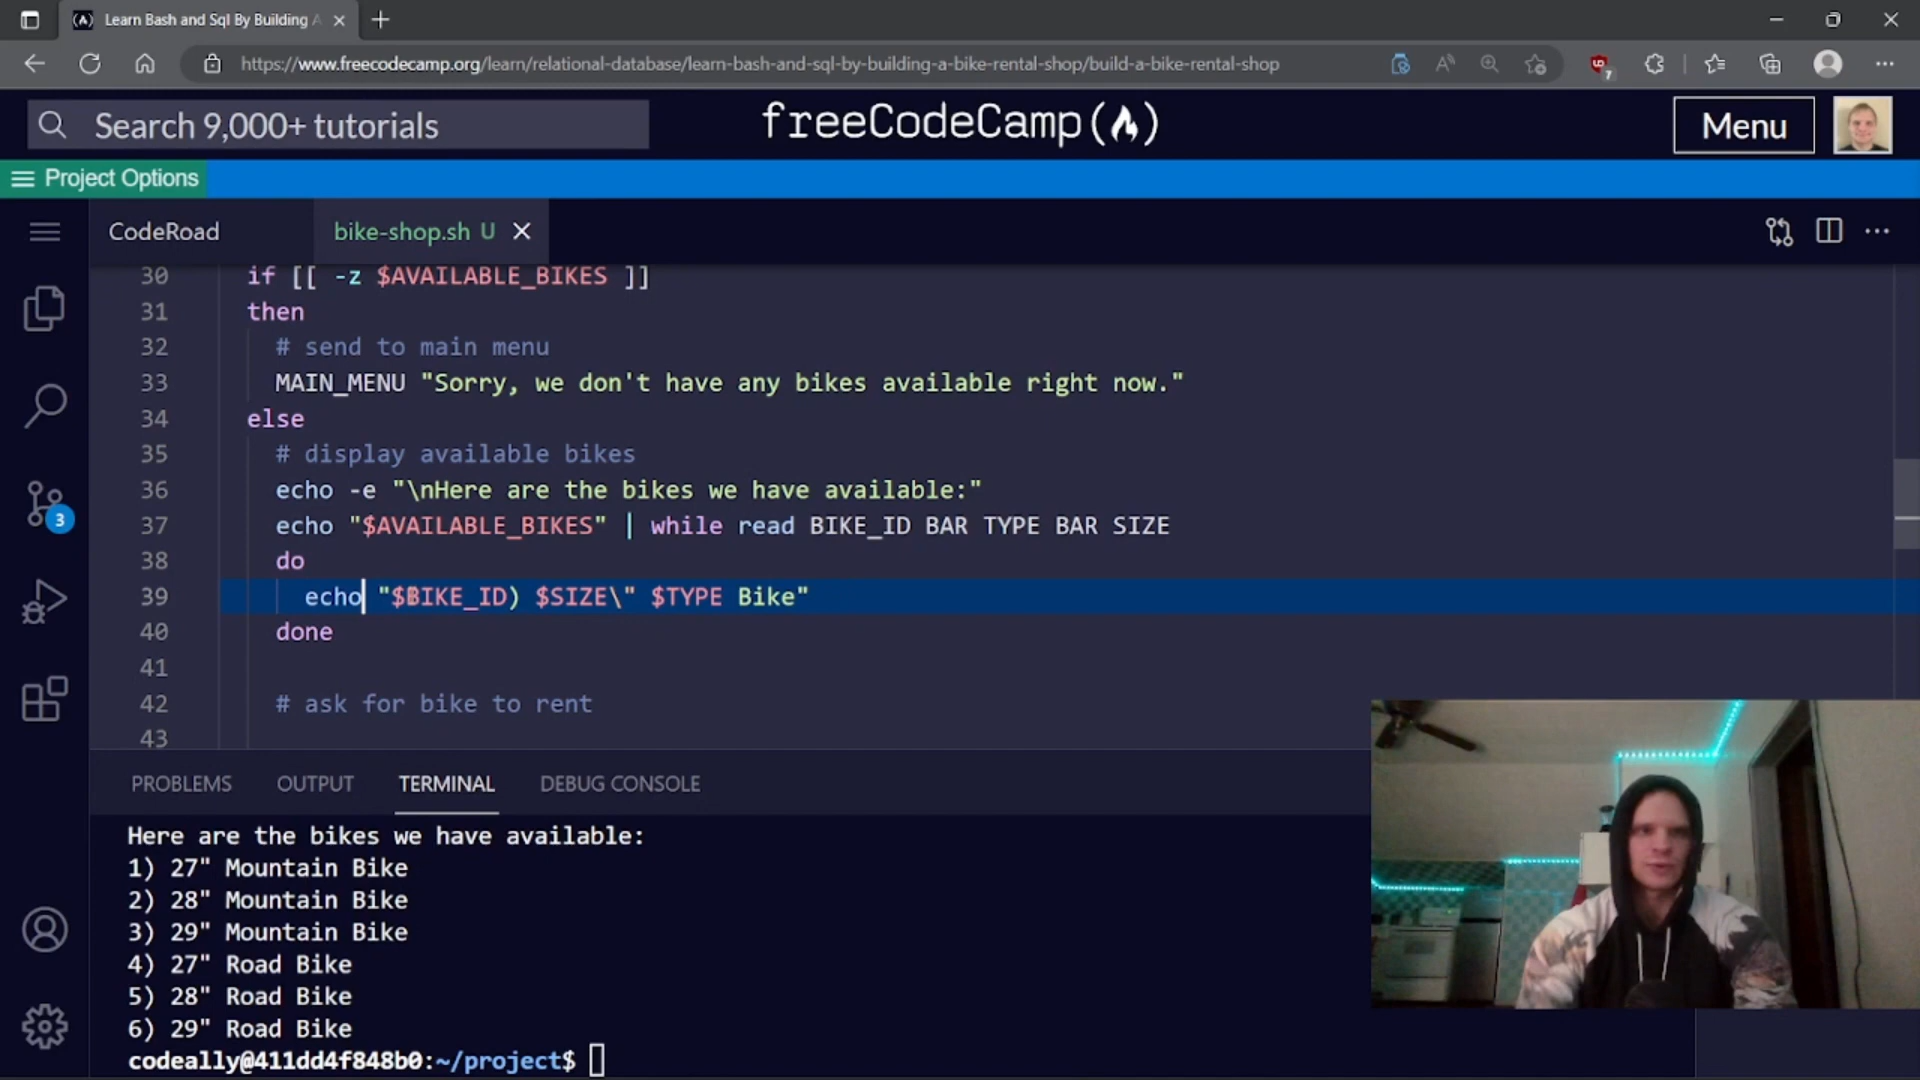 Learn Bash and Sql By Building A
https://www.freecodecamp.org/learn/relational-database/learn-bash-and-sql-by-building-a-bike-rental-shop/build-a-bike-rental-shop
7
Search 9,000+ tutorials
freeCodeCamp
Menu
Project Options
CodeRoad
bike-shop.sh U
30 if [[ -z $AVAILABLE_BIKES ]]
31 then
32 # send to main menu
33 MAIN_MENU "Sorry, we don't have any bikes available right now."
34 else
35 # display available bikes
36 echo -e "\nHere are the bikes we have available:"
37 echo "$AVAILABLE_BIKES" | while read BIKE_ID BAR TYPE BAR SIZE
38 do
39 echo "$BIKE_ID) $SIZE\" $TYPE Bike"
40 done
41
42 # ask for bike to rent
43
3
PROBLEMS OUTPUT TERMINAL DEBUG CONSOLE
Here are the bikes we have available:
1) 27" Mountain Bike
2) 28" Mountain Bike
3) 29" Mountain Bike
4) 27" Road Bike
5) 28" Road Bike
6) 29" Road Bike
codeally@411dd4f848b0:~/project$